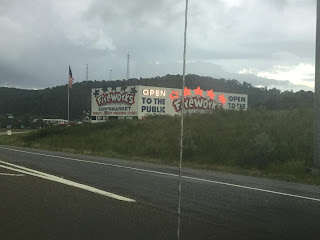 Fireworks
SUPERMARKET
OPEN
TO THE
PUBLIC
Fireworks
OPEN
TO THE